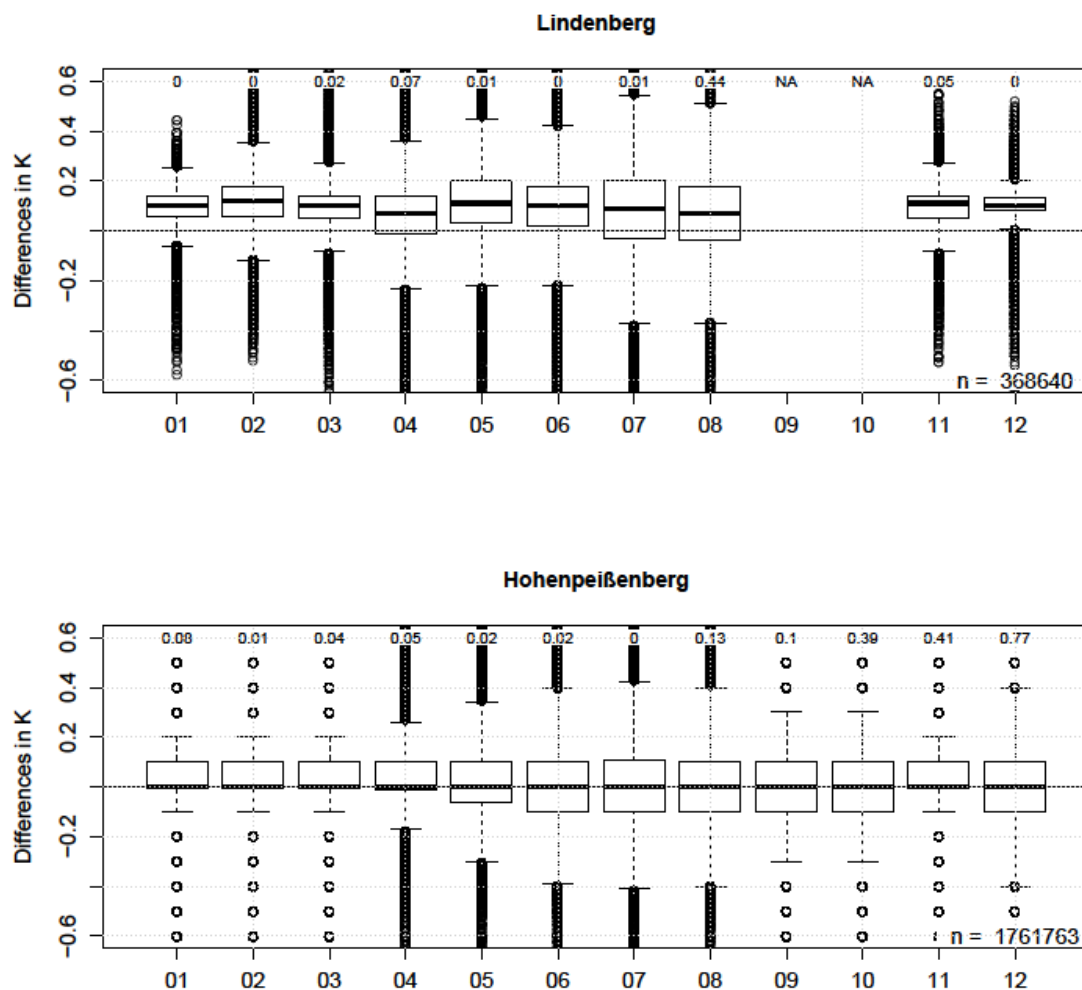 Lindenberg
0 0 0.02 0.07 0.01 0 0.01 0.44 NA NA 0.05 0
Differences in K
0.6
0.4
0.2
−0.2
−0.6
n = 368640
01 02 03 04 05 06 07 08 09 10 11 12
Hohenpeißenberg
0.08 0.01 0.04 0.05 0.02 0.02 0 0.13 0.1 0.39 0.41 0.77
Differences in K
0.6
0.4
0.2
−0.2
−0.6
n = 1761763
01 02 03 04 05 06 07 08 09 10 11 12